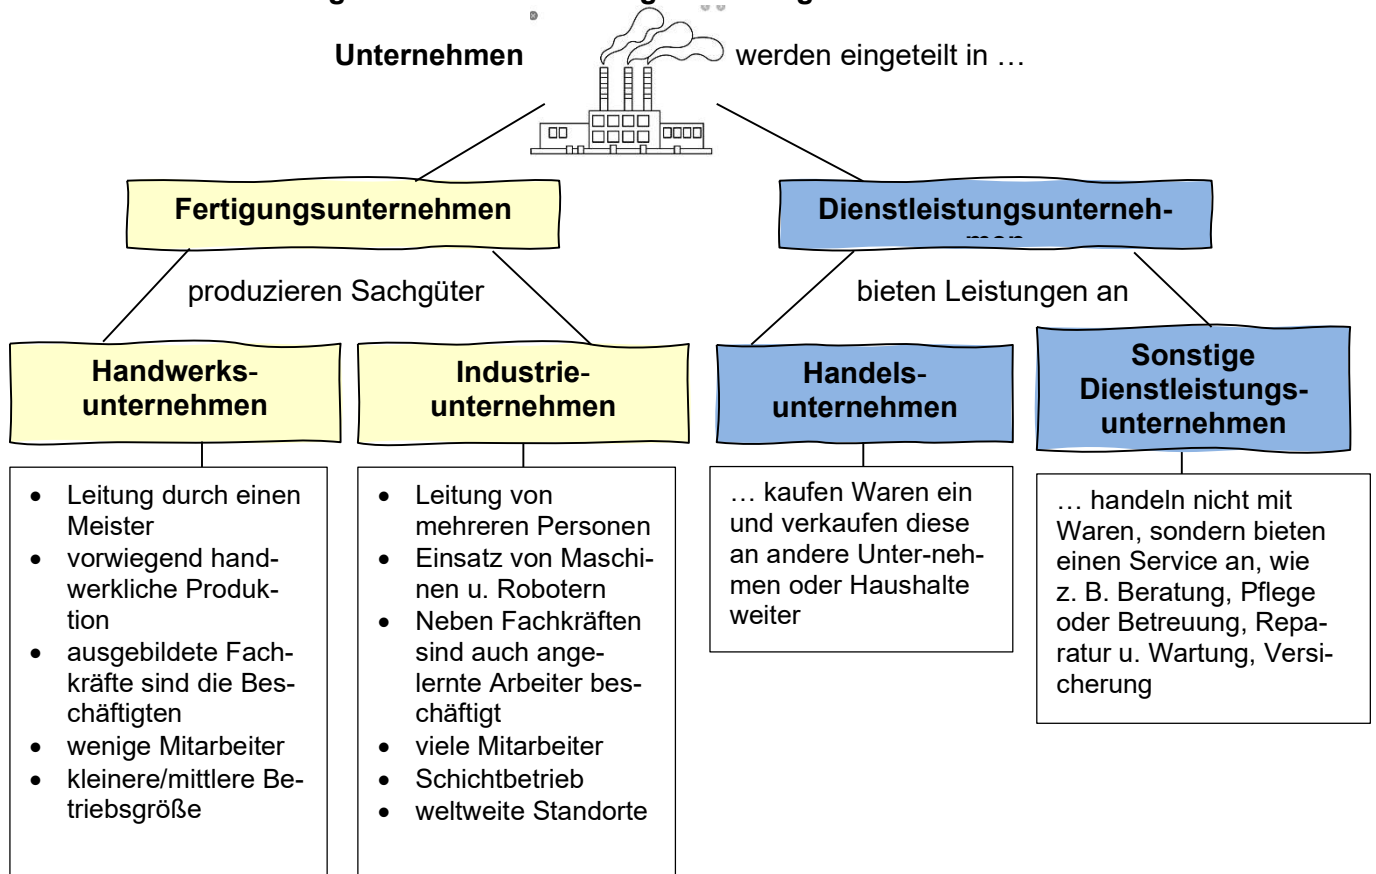 Unternehmen
werden eingeteilt in …
Fertigungsunternehmen
Dienstleistungsunterneh-
produzieren Sachgüter
bieten Leistungen an
Handwerks-
unternehmen
Industrie-
unternehmen
Handels-
unternehmen
Sonstige
Dienstleistungs-
unternehmen
• Leitung durch einen
Meister
• vorwiegend hand-
werkliche Produk-
tion
• ausgebildete Fach-
kräfte sind die Bes-
chäftigten
• wenige Mitarbeiter
• kleinere/mittlere Be-
triebsgröße
• Leitung von
mehreren Personen
• Einsatz von Maschi-
nen u. Robotern
• Neben Fachkräften
sind auch ange-
lernte Arbeiter bes-
chäftigt
• viele Mitarbeiter
• Schichtbetrieb
• weltweite Standorte
… kaufen Waren ein
und verkaufen diese
an andere Unter-neh-
men oder Haushalte
weiter
… handeln nicht mit
Waren, sondern bieten
einen Service an, wie
z. B. Beratung, Pflege
oder Betreuung, Repa-
ratur u. Wartung, Versi-
cherung